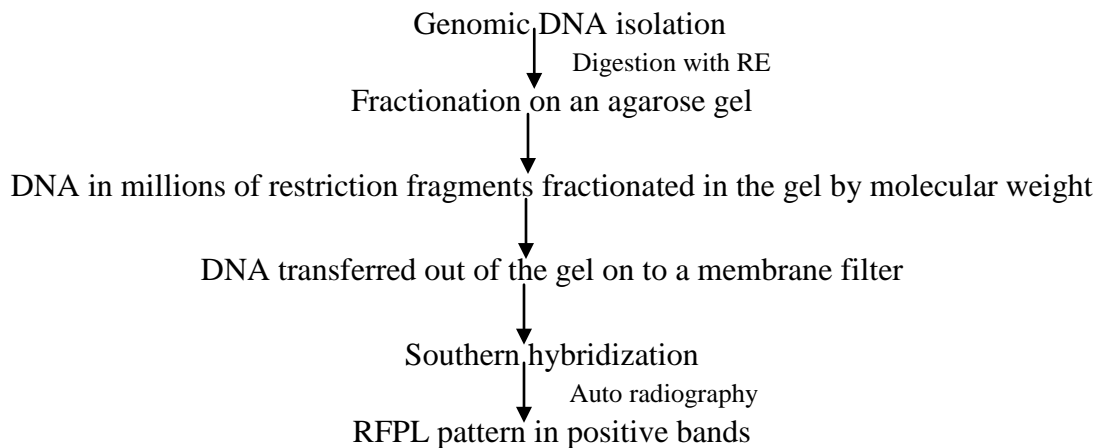 Genomic DNA isolation
Digestion with RE
Fractionation on an agarose gel
DNA in millions of restriction fragments fractionated in the gel by molecular weight
DNA transferred out of the gel on to a membrane filter
Southern hybridization
Auto radiography
RFPL pattern in positive bands